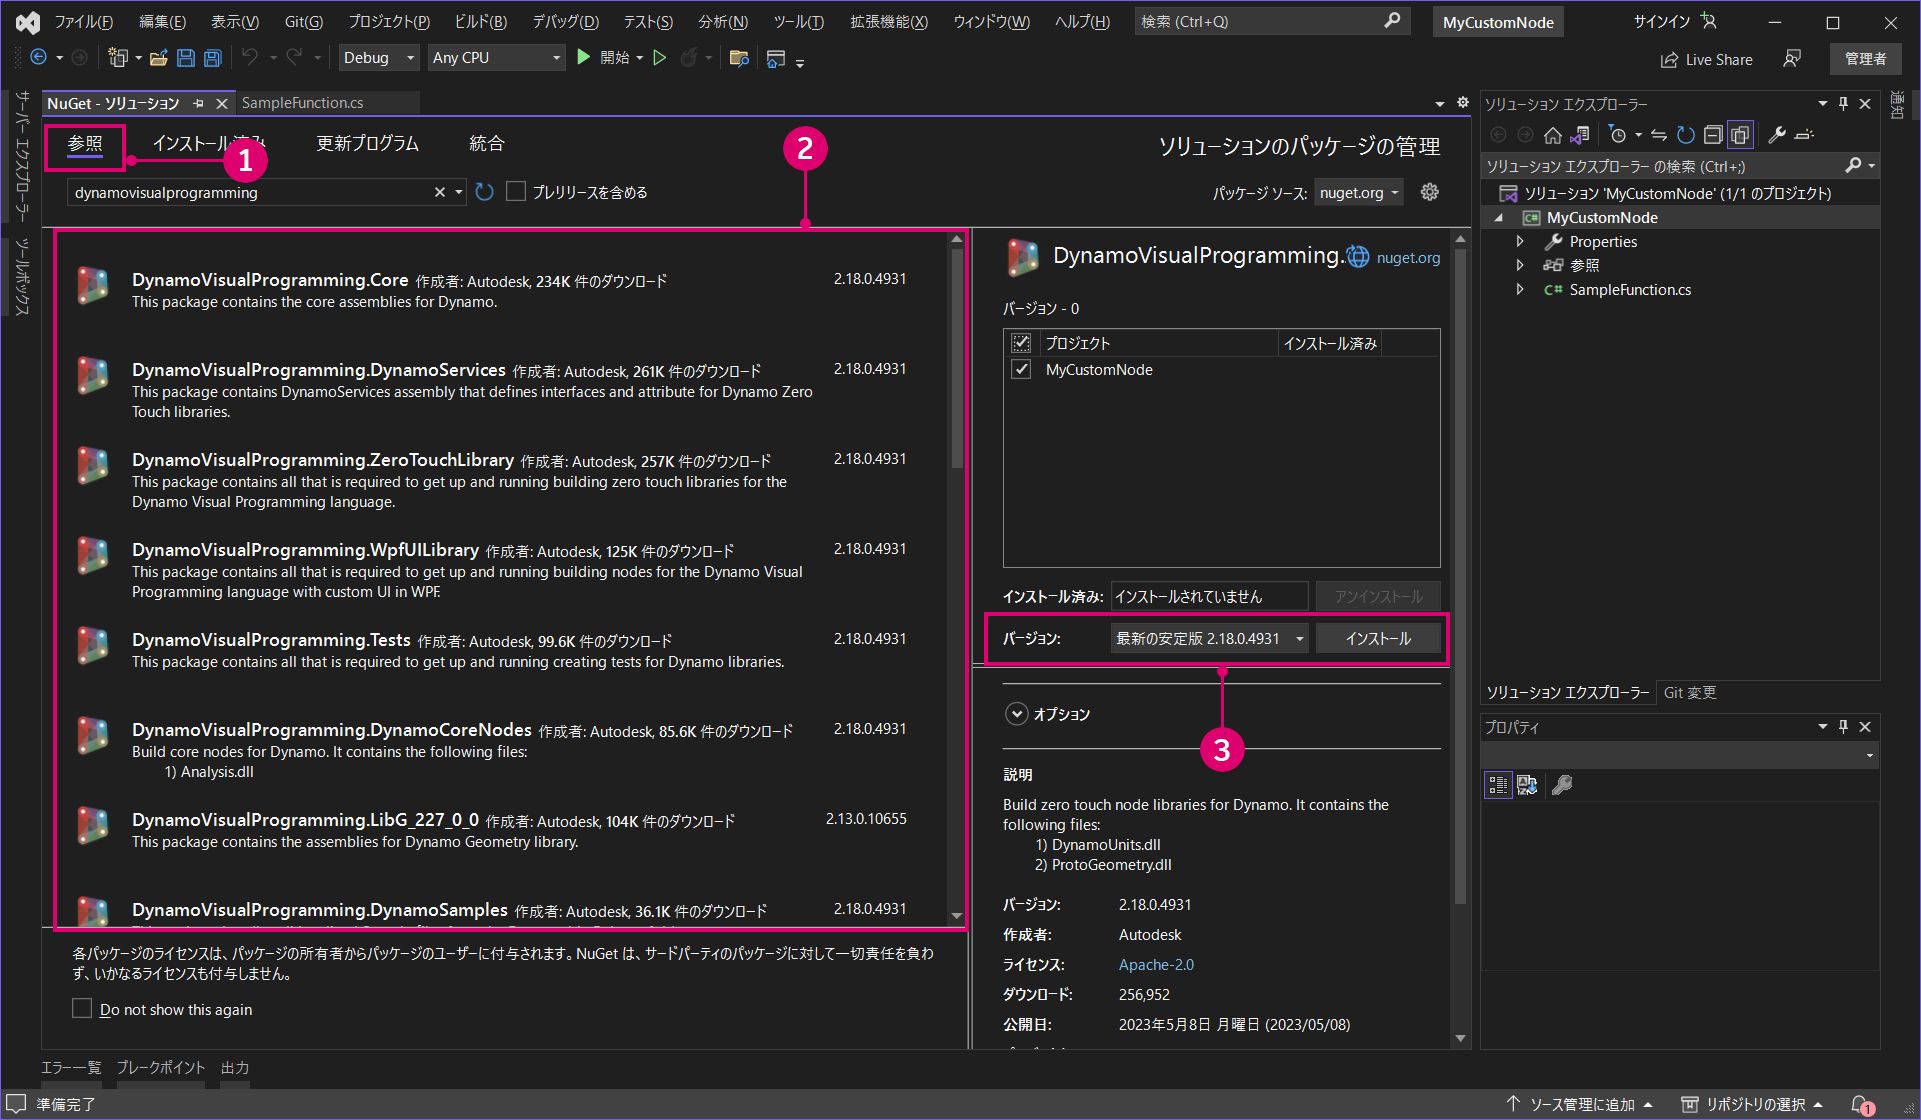 ファイル(F) 編集(E) 表示(V) Git(G) プロジェクト(P) ビルド(B) デバッグ(D) テスト(S) 分析(N) ツール(T) 拡張機能(X) ウィンドウ(W) ヘルプ(H) 検索 (Ctrl+Q) MyCustomNode サインイン
Debug Any CPU 開始 Live Share 管理者
サーバー エクスプローラー
ツールボックス
NuGet - ソリューション SampleFunction.cs
参照 インストール済み 更新プログラム 統合 ソリューションのパッケージの管理
1
2
dynamovisualprogramming プレリリースを含める パッケージ ソース: nuget.org
DynamoVisualProgramming.Core 作成者: Autodesk, 234K 件のダウンロード 2.18.0.4931
This package contains the core assemblies for Dynamo.
DynamoVisualProgramming.DynamoServices 作成者: Autodesk, 261K 件のダウンロード 2.18.0.4931
This package contains DynamoServices assembly that defines interfaces and attribute for Dynamo Zero
Touch libraries.
DynamoVisualProgramming.ZeroTouchLibrary 作成者: Autodesk, 257K 件のダウンロード 2.18.0.4931
This package contains all that is required to get up and running building zero touch libraries for the
Dynamo Visual Programming language.
DynamoVisualProgramming.WpfUILibrary 作成者: Autodesk, 125K 件のダウンロード 2.18.0.4931
This package contains all that is required to get up and running building nodes for the Dynamo Visual
Programming language with custom UI in WPF.
DynamoVisualProgramming.Tests 作成者: Autodesk, 99.6K 件のダウンロード 2.18.0.4931
This package contains all that is required to get up and running creating tests for Dynamo libraries.
DynamoVisualProgramming.DynamoCoreNodes 作成者: Autodesk, 85.6K 件のダウンロード 2.18.0.4931
Build core nodes for Dynamo. It contains the following files:
1) Analysis.dll
DynamoVisualProgramming.LibG_227_0_0 作成者: Autodesk, 104K 件のダウンロード 2.13.0.10655
This package contains the assemblies for Dynamo Geometry library.
DynamoVisualProgramming.DynamoSamples 作成者: Autodesk, 36.1K 件のダウンロード 2.18.0.4931
各パッケージのライセンスは、パッケージの所有者からパッケージのユーザーに付与されます。NuGet は、サードパーティのパッケージに対して一切責任を負わ
ず、いかなるライセンスも付与しません。
Do not show this again
DynamoVisualProgramming. nuget.org
バージョン - 0
プロジェクト インストール済み
MyCustomNode
インストール済み: インストールされていません アンインストール
バージョン: 最新の安定版 2.18.0.4931 インストール
3
オプション
説明
Build zero touch node libraries for Dynamo. It contains the
following files:
1) DynamoUnits.dll
2) ProtoGeometry.dll
バージョン: 2.18.0.4931
作成者: Autodesk
ライセンス: Apache-2.0
ダウンロード: 256,952
公開日: 2023年5月8日 月曜日 (2023/05/08)
ソリューション エクスプローラー
ソリューション エクスプローラー の検索 (Ctrl+;)
ソリューション 'MyCustomNode' (1/1 のプロジェクト)
C# MyCustomNode
Properties
参照
C# SampleFunction.cs
ソリューション エクスプローラー Git 変更
プロパティ
通知
エラー一覧 ブレークポイント 出力
準備完了 ソース管理に追加 リポジトリの選択 1